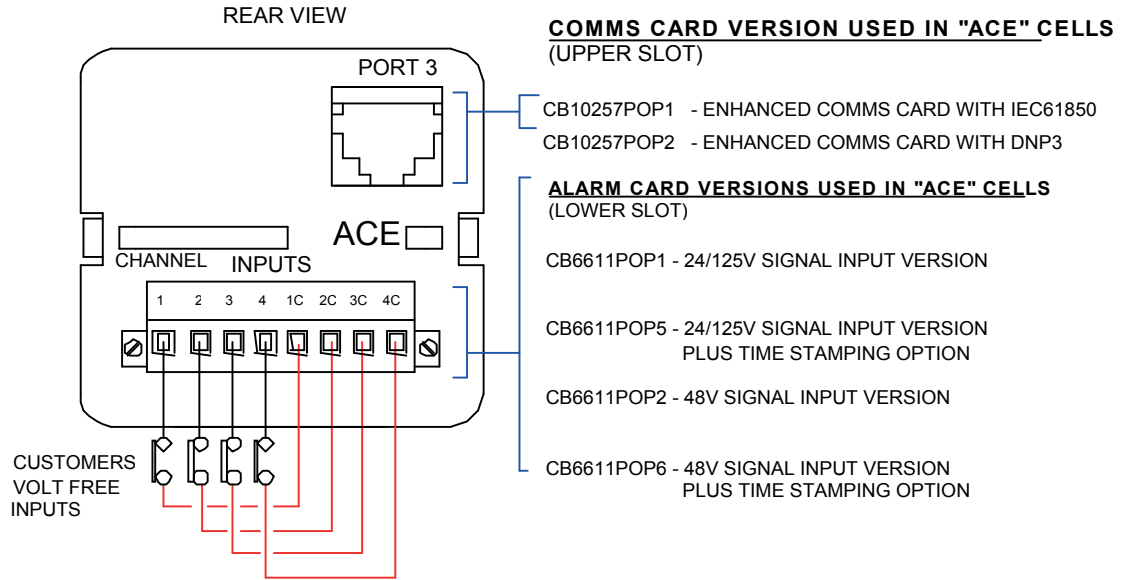 REAR VIEW
PORT 3
ACE
CHANNEL INPUTS
1 2 3 4 1C 2C 3C 4C
CUSTOMERS
VOLT FREE
INPUTS
COMMS CARD VERSION USED IN "ACE" CELLS
(UPPER SLOT)
CB10257POP1 - ENHANCED COMMS CARD WITH IEC61850
CB10257POP2 - ENHANCED COMMS CARD WITH DNP3
ALARM CARD VERSIONS USED IN "ACE" CELLS
(LOWER SLOT)
CB6611POP1 - 24/125V SIGNAL INPUT VERSION
CB6611POP5 - 24/125V SIGNAL INPUT VERSION
PLUS TIME STAMPING OPTION
CB6611POP2 - 48V SIGNAL INPUT VERSION
CB6611POP6 - 48V SIGNAL INPUT VERSION
PLUS TIME STAMPING OPTION